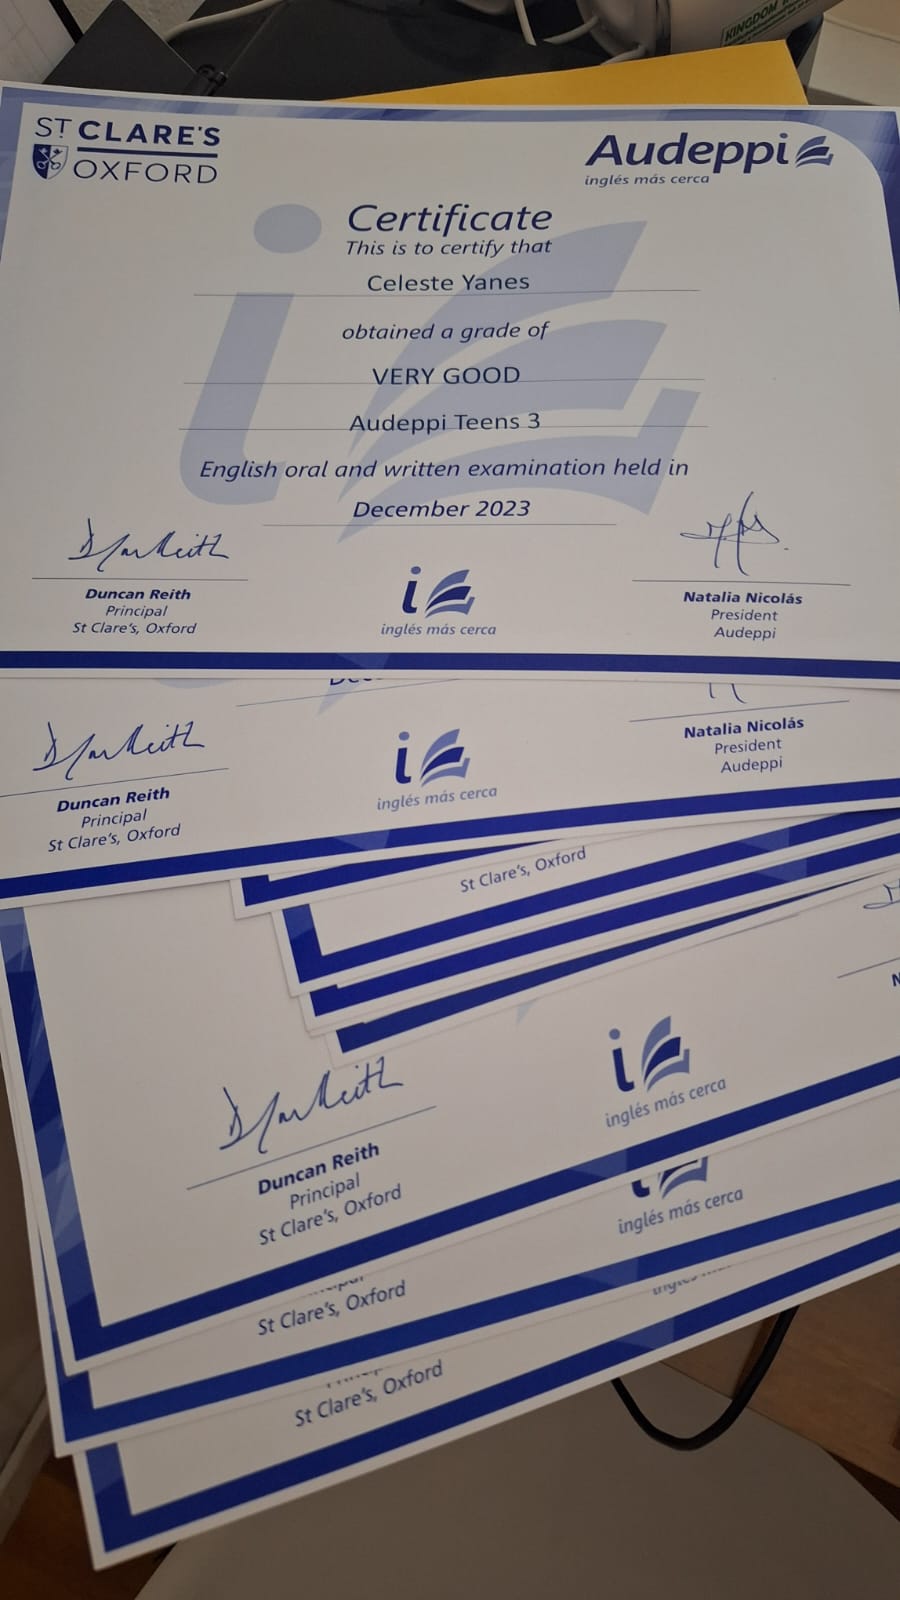 KINGDOM
ST CLARE'S
OXFORD
Audeppi
inglés más cerca
Certificate
This is to certify that
Celeste Yanes
obtained a grade of
VERY GOOD
Audeppi Teens 3
English oral and written examination held in
December 2023
Duncan Reith
Principal
St Clare's, Oxford
inglés más cerca
Natalia Nicolás
President
Audeppi
Duncan Reith
Principal
St Clare's, Oxford
inglés más cerca
Natalia Nicolás
President
Audeppi
St Clare's, Oxford
Duncan Reith
Principal
St Clare's, Oxford
inglés más cerca
inglés más cerca
St Clare's, Oxford
St Clare's, Oxford